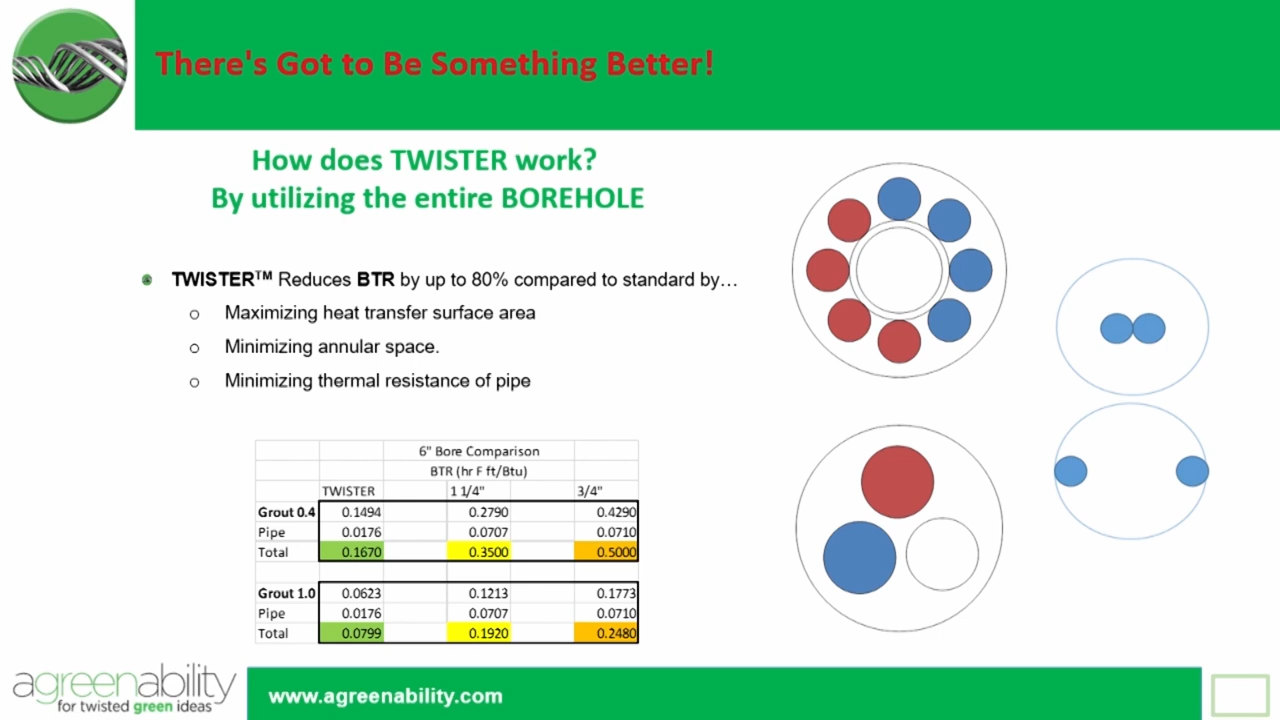 There's Got to Be Something Better!
How does TWISTER work?
By utilizing the entire BOREHOLE
TWISTER™ Reduces BTR by up to 80% compared to standard by…
o Maximizing heat transfer surface area
o Minimizing annular space.
o Minimizing thermal resistance of pipe
6" Bore Comparison
BTR (hr F ft/Btu)
TWISTER 1 1/4" 3/4"
Grout 0.4 0.1494 0.2790 0.4290
Pipe 0.0176 0.0707 0.0710
Total 0.1670 0.3500 0.5000
Grout 1.0 0.0623 0.1213 0.1773
Pipe 0.0176 0.0707 0.0710
Total 0.0799 0.1920 0.2480
agreenability
for twisted green ideas
www.agreenability.com